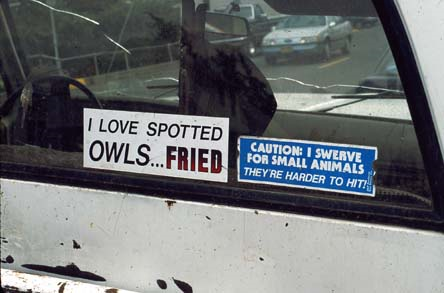 I LOVE SPOTTED
OWLS...FRIED
CAUTION: I SWERVE
FOR SMALL ANIMALS
THEY'RE HARDER TO HIT!